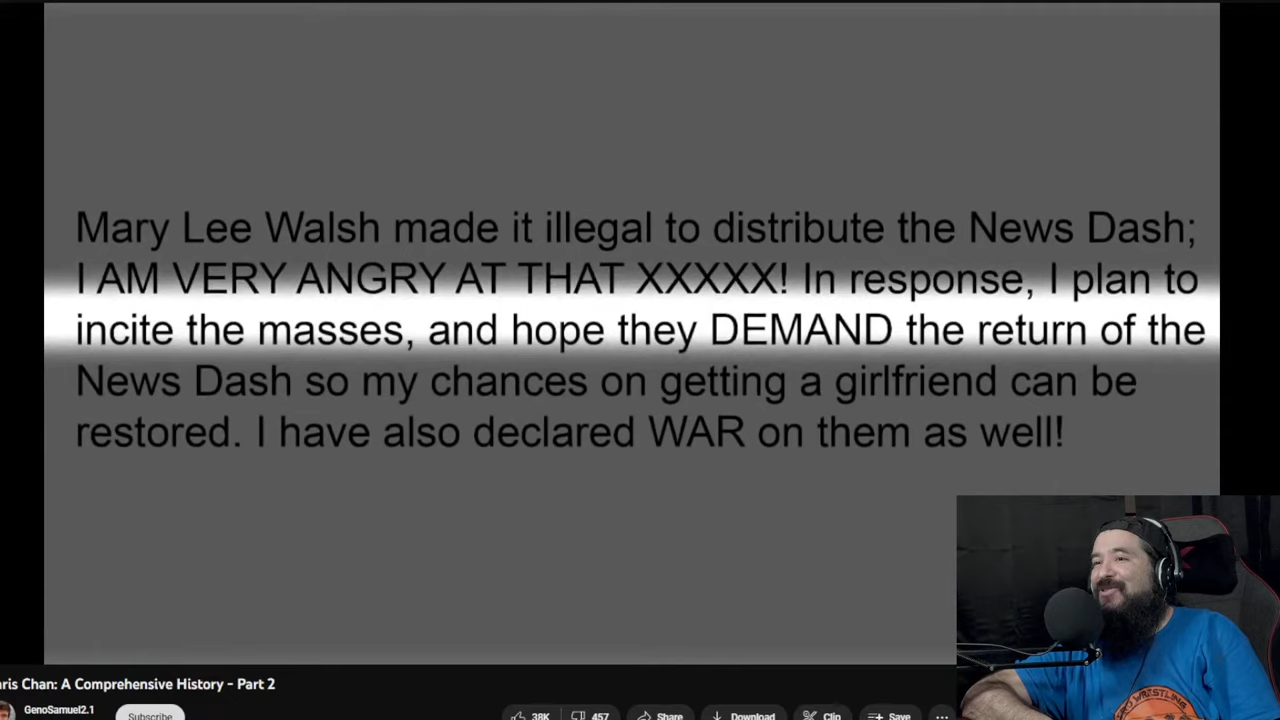 Mary Lee Walsh made it illegal to distribute the News Dash;
I AM VERY ANGRY AT THAT XXXXX! In response, I plan to
incite the masses, and hope they DEMAND the return of the
News Dash so my chances on getting a girlfriend can be
restored. I have also declared WAR on them as well!
aris Chan: A Comprehensive History - Part 2
GenoSamuel2.1
Subscribe
38K
457
Share
Download
Clip
Save
WRESTLING